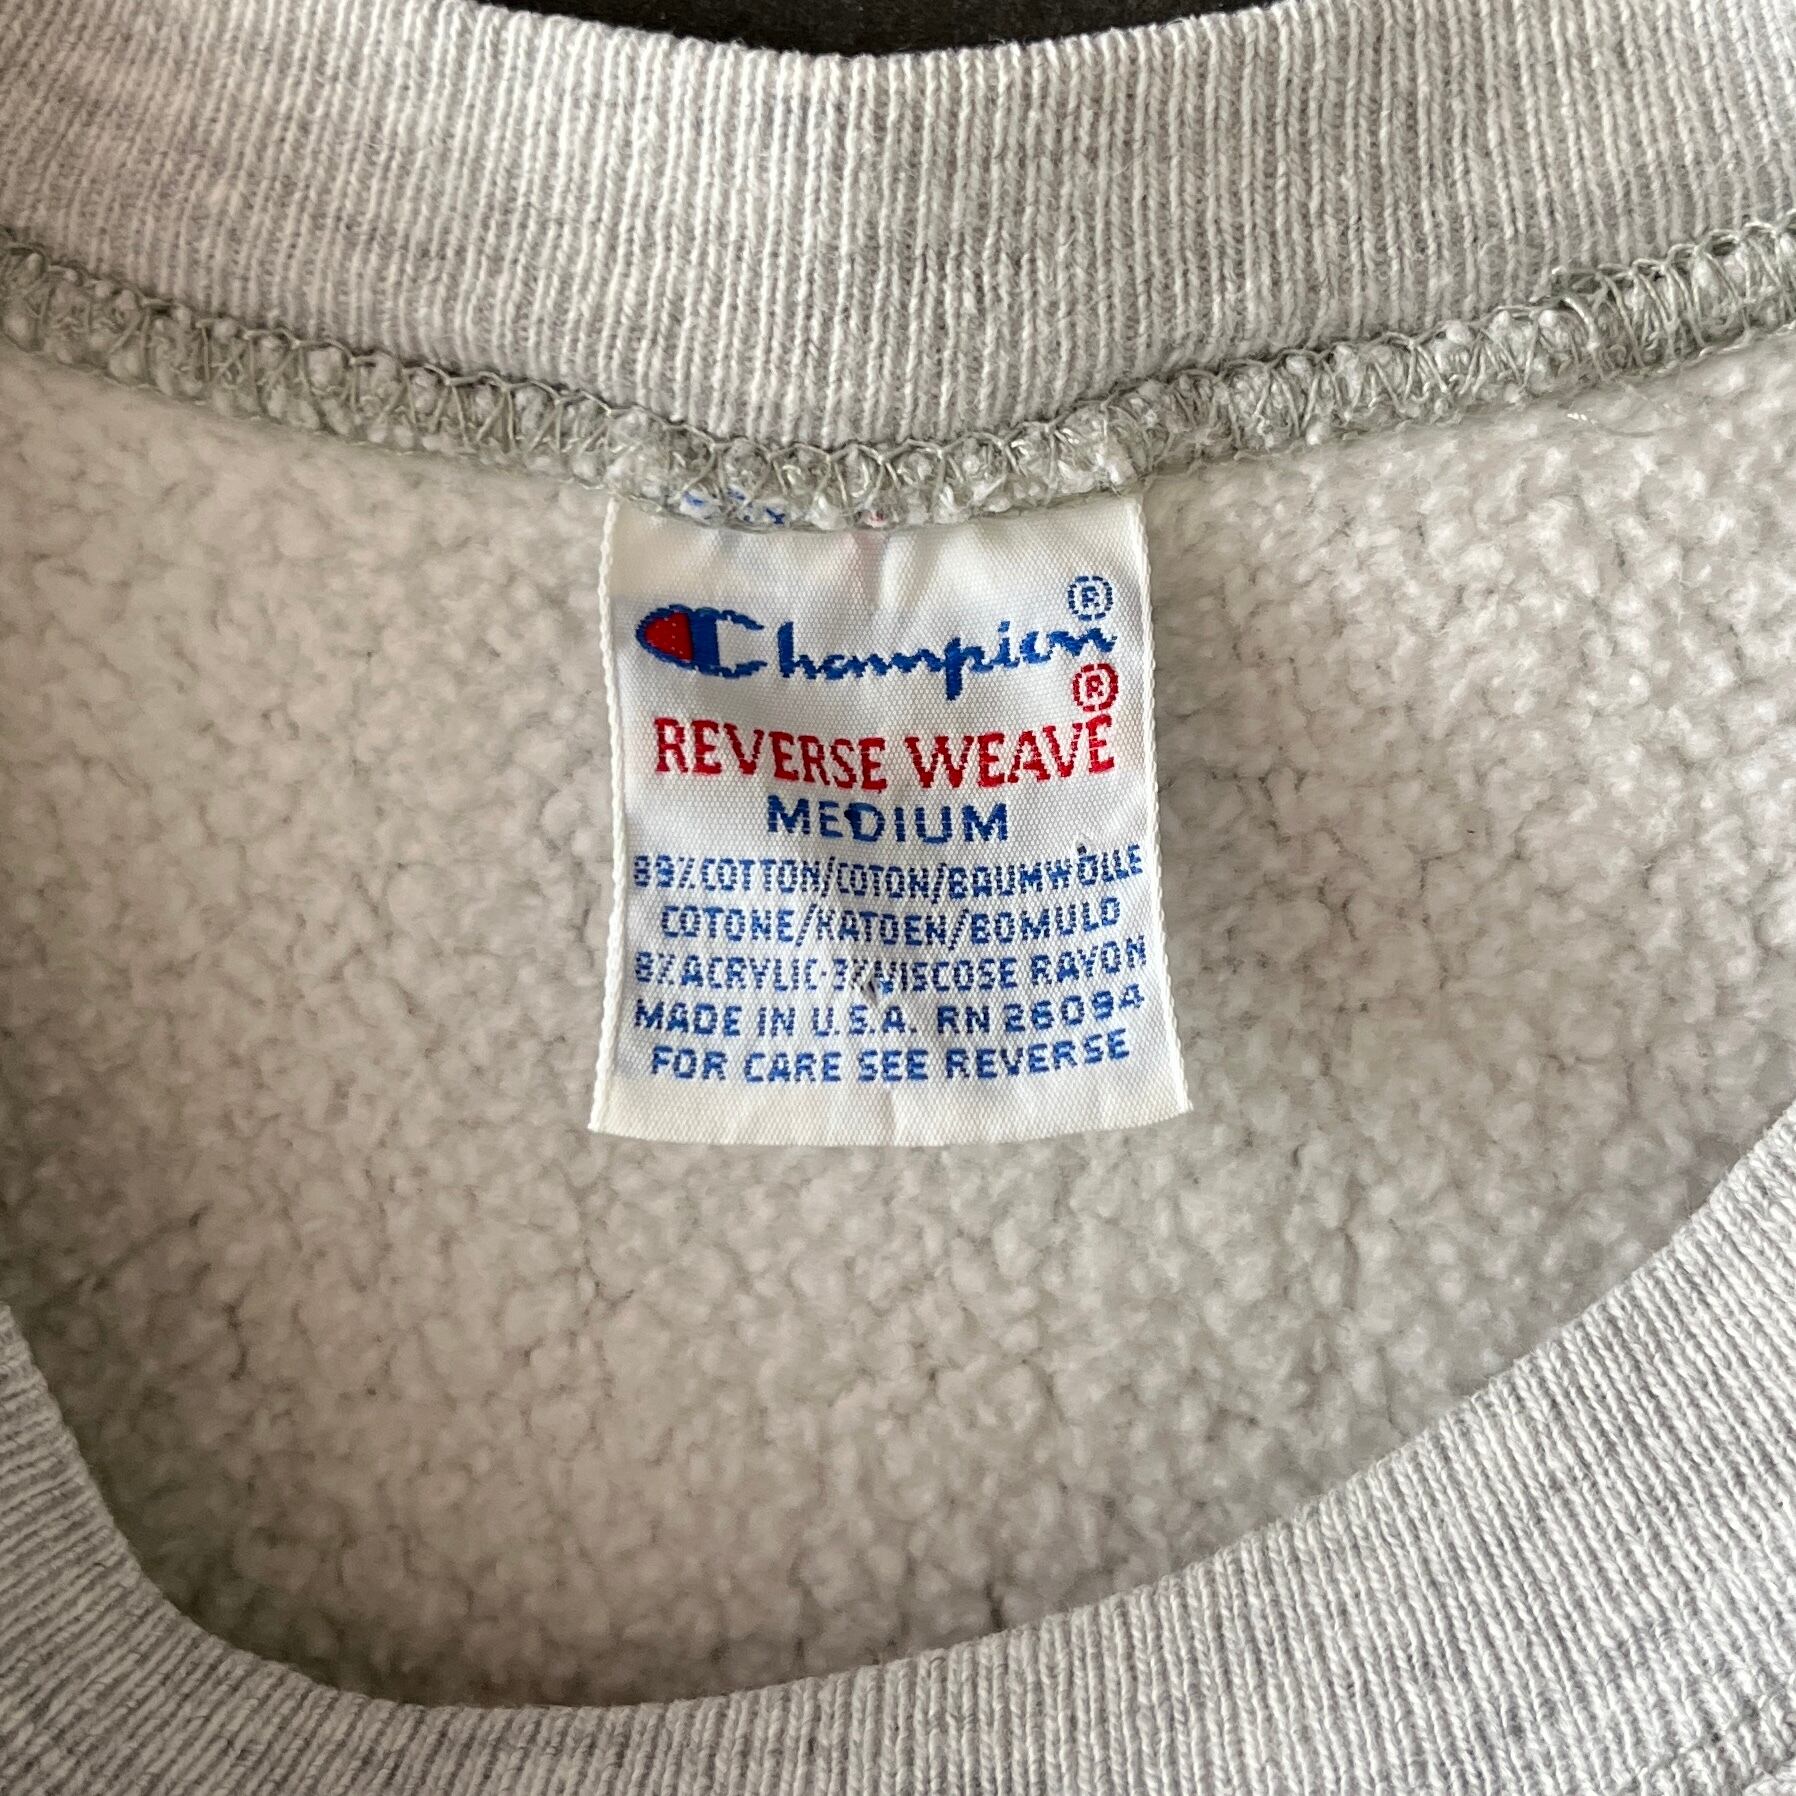 Champion®
REVERSE WEAVE®
MEDIUM
89% COTTON/COTON/BAUMWOLLE
COTONE/KATOEN/BOMULD
8% ACRYLIC·3% VISCOSE RAYON
MADE IN U.S.A. RN 26094
FOR CARE SEE REVERSE